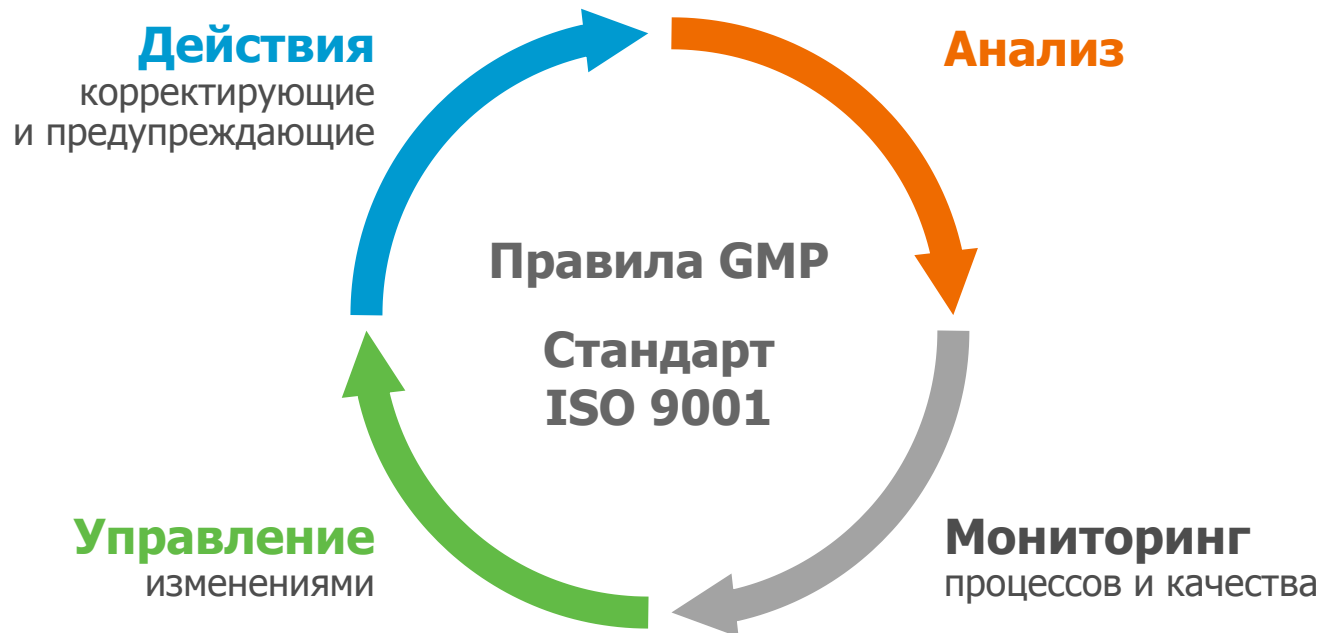 Действия
корректирующие
и предупреждающие
Анализ
Правила GMP
Стандарт
ISO 9001
Управление
изменениями
Мониторинг
процессов и качества